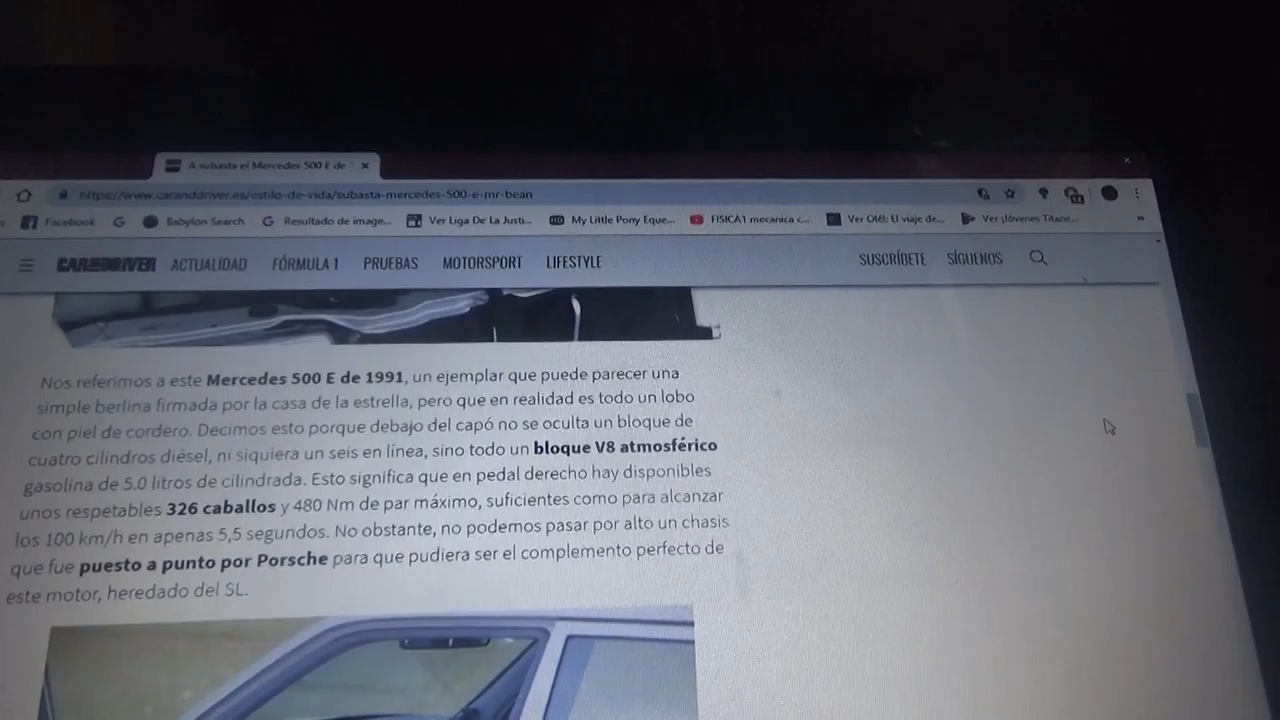 A subasta el Mercedes 500 E de
https://www.caranddriver.es/estilo-de-vida/subasta-mercedes-500-e-mr-bean
s Facebook Babylon Search Resultado de image... Ver Liga De La Justi... My Little Pony Eque... FISICA1 mecanica c... Ver Olé!: El viaje de... Ver ¡Jóvenes Titane... »
CAR AND DRIVER ACTUALIDAD FÓRMULA 1 PRUEBAS MOTORSPORT LIFESTYLE SUSCRÍBETE SÍGUENOS
Nos referimos a este Mercedes 500 E de 1991, un ejemplar que puede parecer una
simple berlina firmada por la casa de la estrella, pero que en realidad es todo un lobo
con piel de cordero. Decimos esto porque debajo del capó no se oculta un bloque de
cuatro cilindros diésel, ni siquiera un seis en línea, sino todo un bloque V8 atmosférico
gasolina de 5.0 litros de cilindrada. Esto significa que en pedal derecho hay disponibles
unos respetables 326 caballos y 480 Nm de par máximo, suficientes como para alcanzar
los 100 km/h en apenas 5,5 segundos. No obstante, no podemos pasar por alto un chasis
que fue puesto a punto por Porsche para que pudiera ser el complemento perfecto de
este motor, heredado del SL.